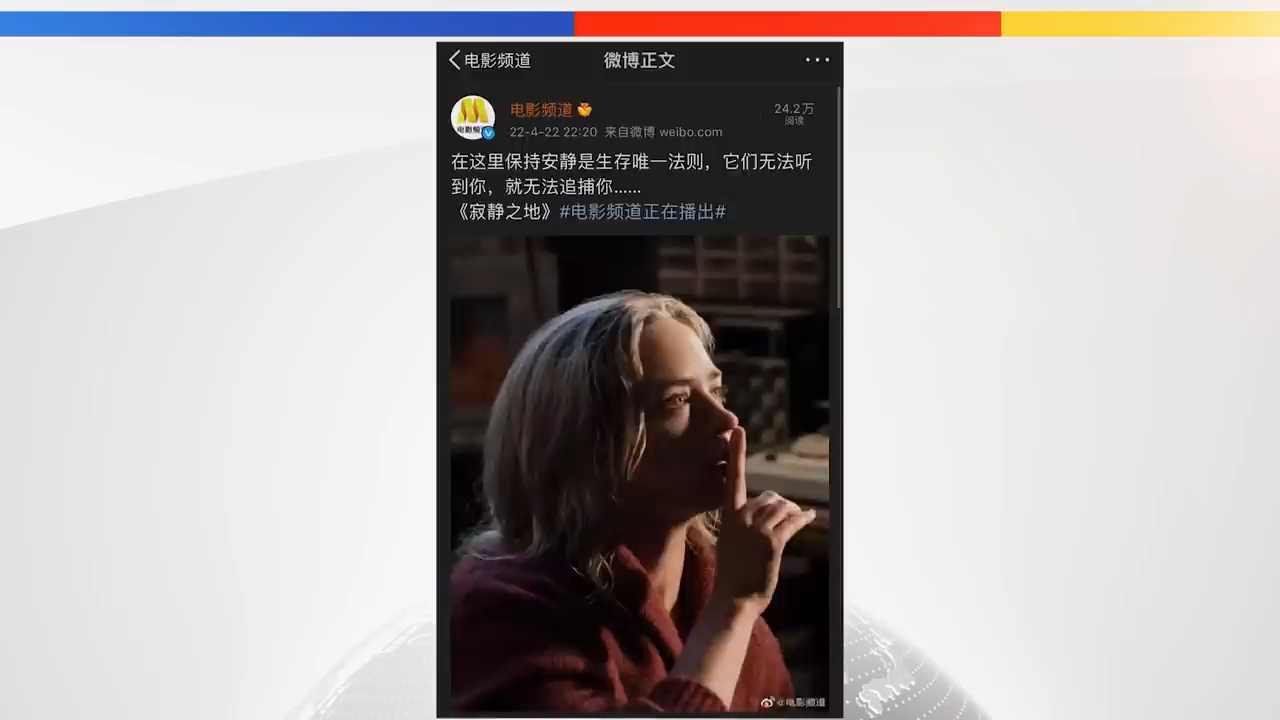 电影频道
微博正文
电影频道
24.2万
阅读
22-4-22 22:20 来自微博 weibo.com
在这里保持安静是生存唯一法则，它们无法听
到你，就无法追捕你……
《寂静之地》#电影频道正在播出#
@电影频道